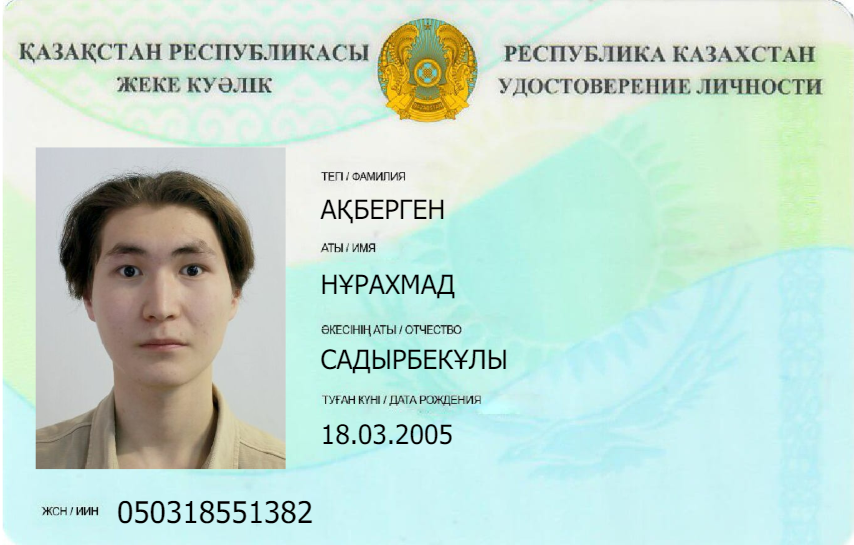 ҚАЗАҚСТАН РЕСПУБЛИКАСЫ
ЖЕКЕ КУӘЛІК
РЕСПУБЛИКА КАЗАХСТАН
УДОСТОВЕРЕНИЕ ЛИЧНОСТИ
ТЕГІ / ФАМИЛИЯ
АҚБЕРГЕН
АТЫ / ИМЯ
НҰРАХМАД
ӘКЕСІНІҢ АТЫ / ОТЧЕСТВО
САДЫРБЕКҰЛЫ
ТУҒАН КҮНІ / ДАТА РОЖДЕНИЯ
18.03.2005
ЖСН / ИИН 050318551382